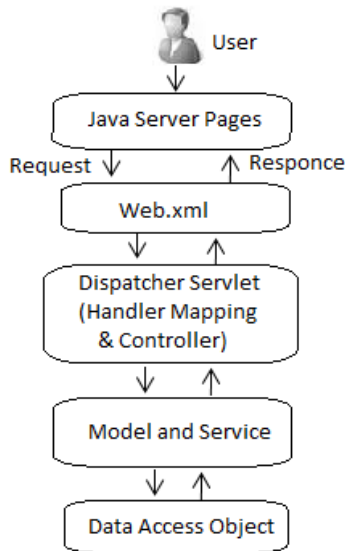 User
Java Server Pages
Request
Responce
Web.xml
Dispatcher Servlet
(Handler Mapping
& Controller)
Model and Service
Data Access Object